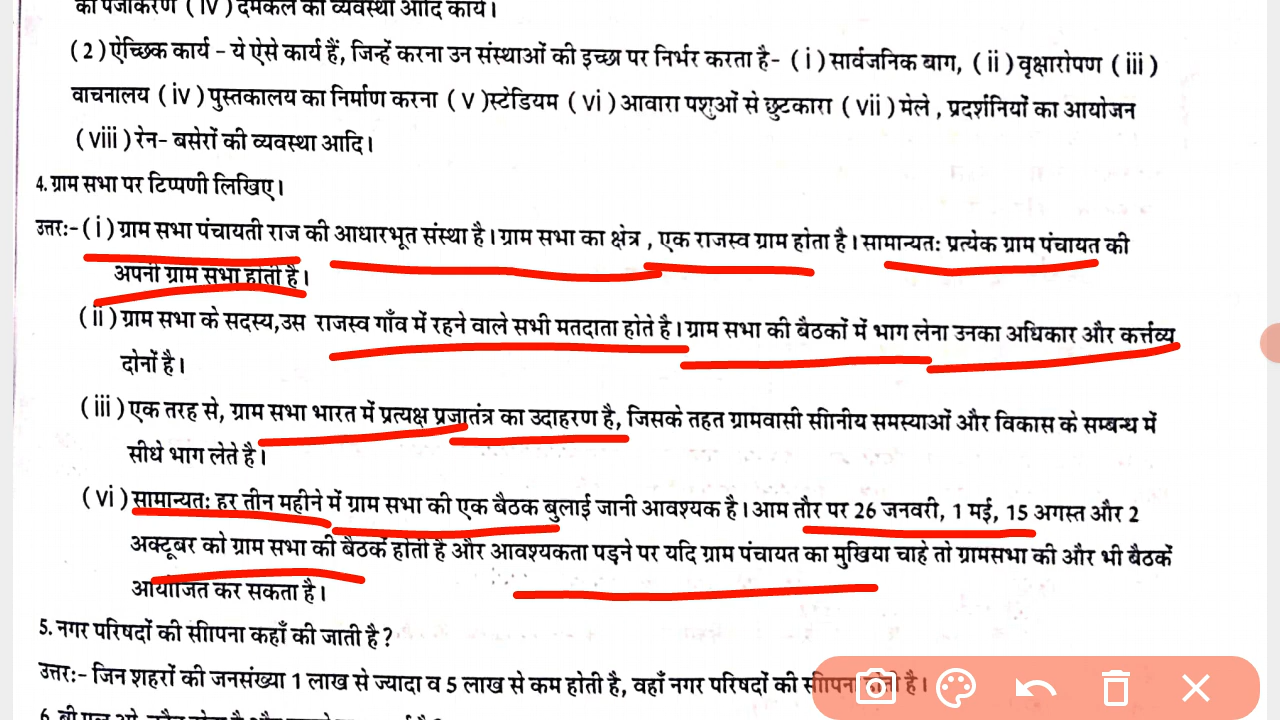 का पंजीकरण (iv) दमकल की व्यवस्था आदि कार्य।
(2) ऐच्छिक कार्य - ये ऐसे कार्य हैं, जिन्हें करना उन संस्थाओं की इच्छा पर निर्भर करता है- (i) सार्वजनिक बाग, (ii) वृक्षारोपण (iii)
वाचनालय (iv) पुस्तकालय का निर्माण करना (v) स्टेडियम (vi) आवारा पशुओं से छुटकारा (vii) मेले, प्रदर्शनियों का आयोजन
(viii) रेन- बसेरों की व्यवस्था आदि।
4. ग्राम सभा पर टिप्पणी लिखिए।
उत्तर:- (i) ग्राम सभा पंचायती राज की आधारभूत संस्था है। ग्राम सभा का क्षेत्र, एक राजस्व ग्राम होता है। सामान्यत: प्रत्येक ग्राम पंचायत की
अपनी ग्राम सभा होती है।
(ii) ग्राम सभा के सदस्य, उस राजस्व गाँव में रहने वाले सभी मतदाता होते है। ग्राम सभा की बैठकों में भाग लेना उनका अधिकार और कर्त्तव्य
दोनों है।
(iii) एक तरह से, ग्राम सभा भारत में प्रत्यक्ष प्रजातंत्र का उदाहरण है, जिसके तहत ग्रामवासी सीानीय समस्याओं और विकास के सम्बन्ध में
सीधे भाग लेते है।
(vi) सामान्यत: हर तीन महीने में ग्राम सभा की एक बैठक बुलाई जानी आवश्यक है। आम तौर पर 26 जनवरी, 1 मई, 15 अगस्त और 2
अक्टूबर को ग्राम सभा की बैठकें होती है और आवश्यकता पड़ने पर यदि ग्राम पंचायत का मुखिया चाहे तो ग्रामसभा की और भी बैठकें
आयोजित कर सकता है।
5. नगर परिषदों की सीापना कहाँ की जाती है?
उत्तर:- जिन शहरों की जनसंख्या 1 लाख से ज्यादा व 5 लाख से कम होती है, वहाँ नगर परिषदों की सीापना होती है।